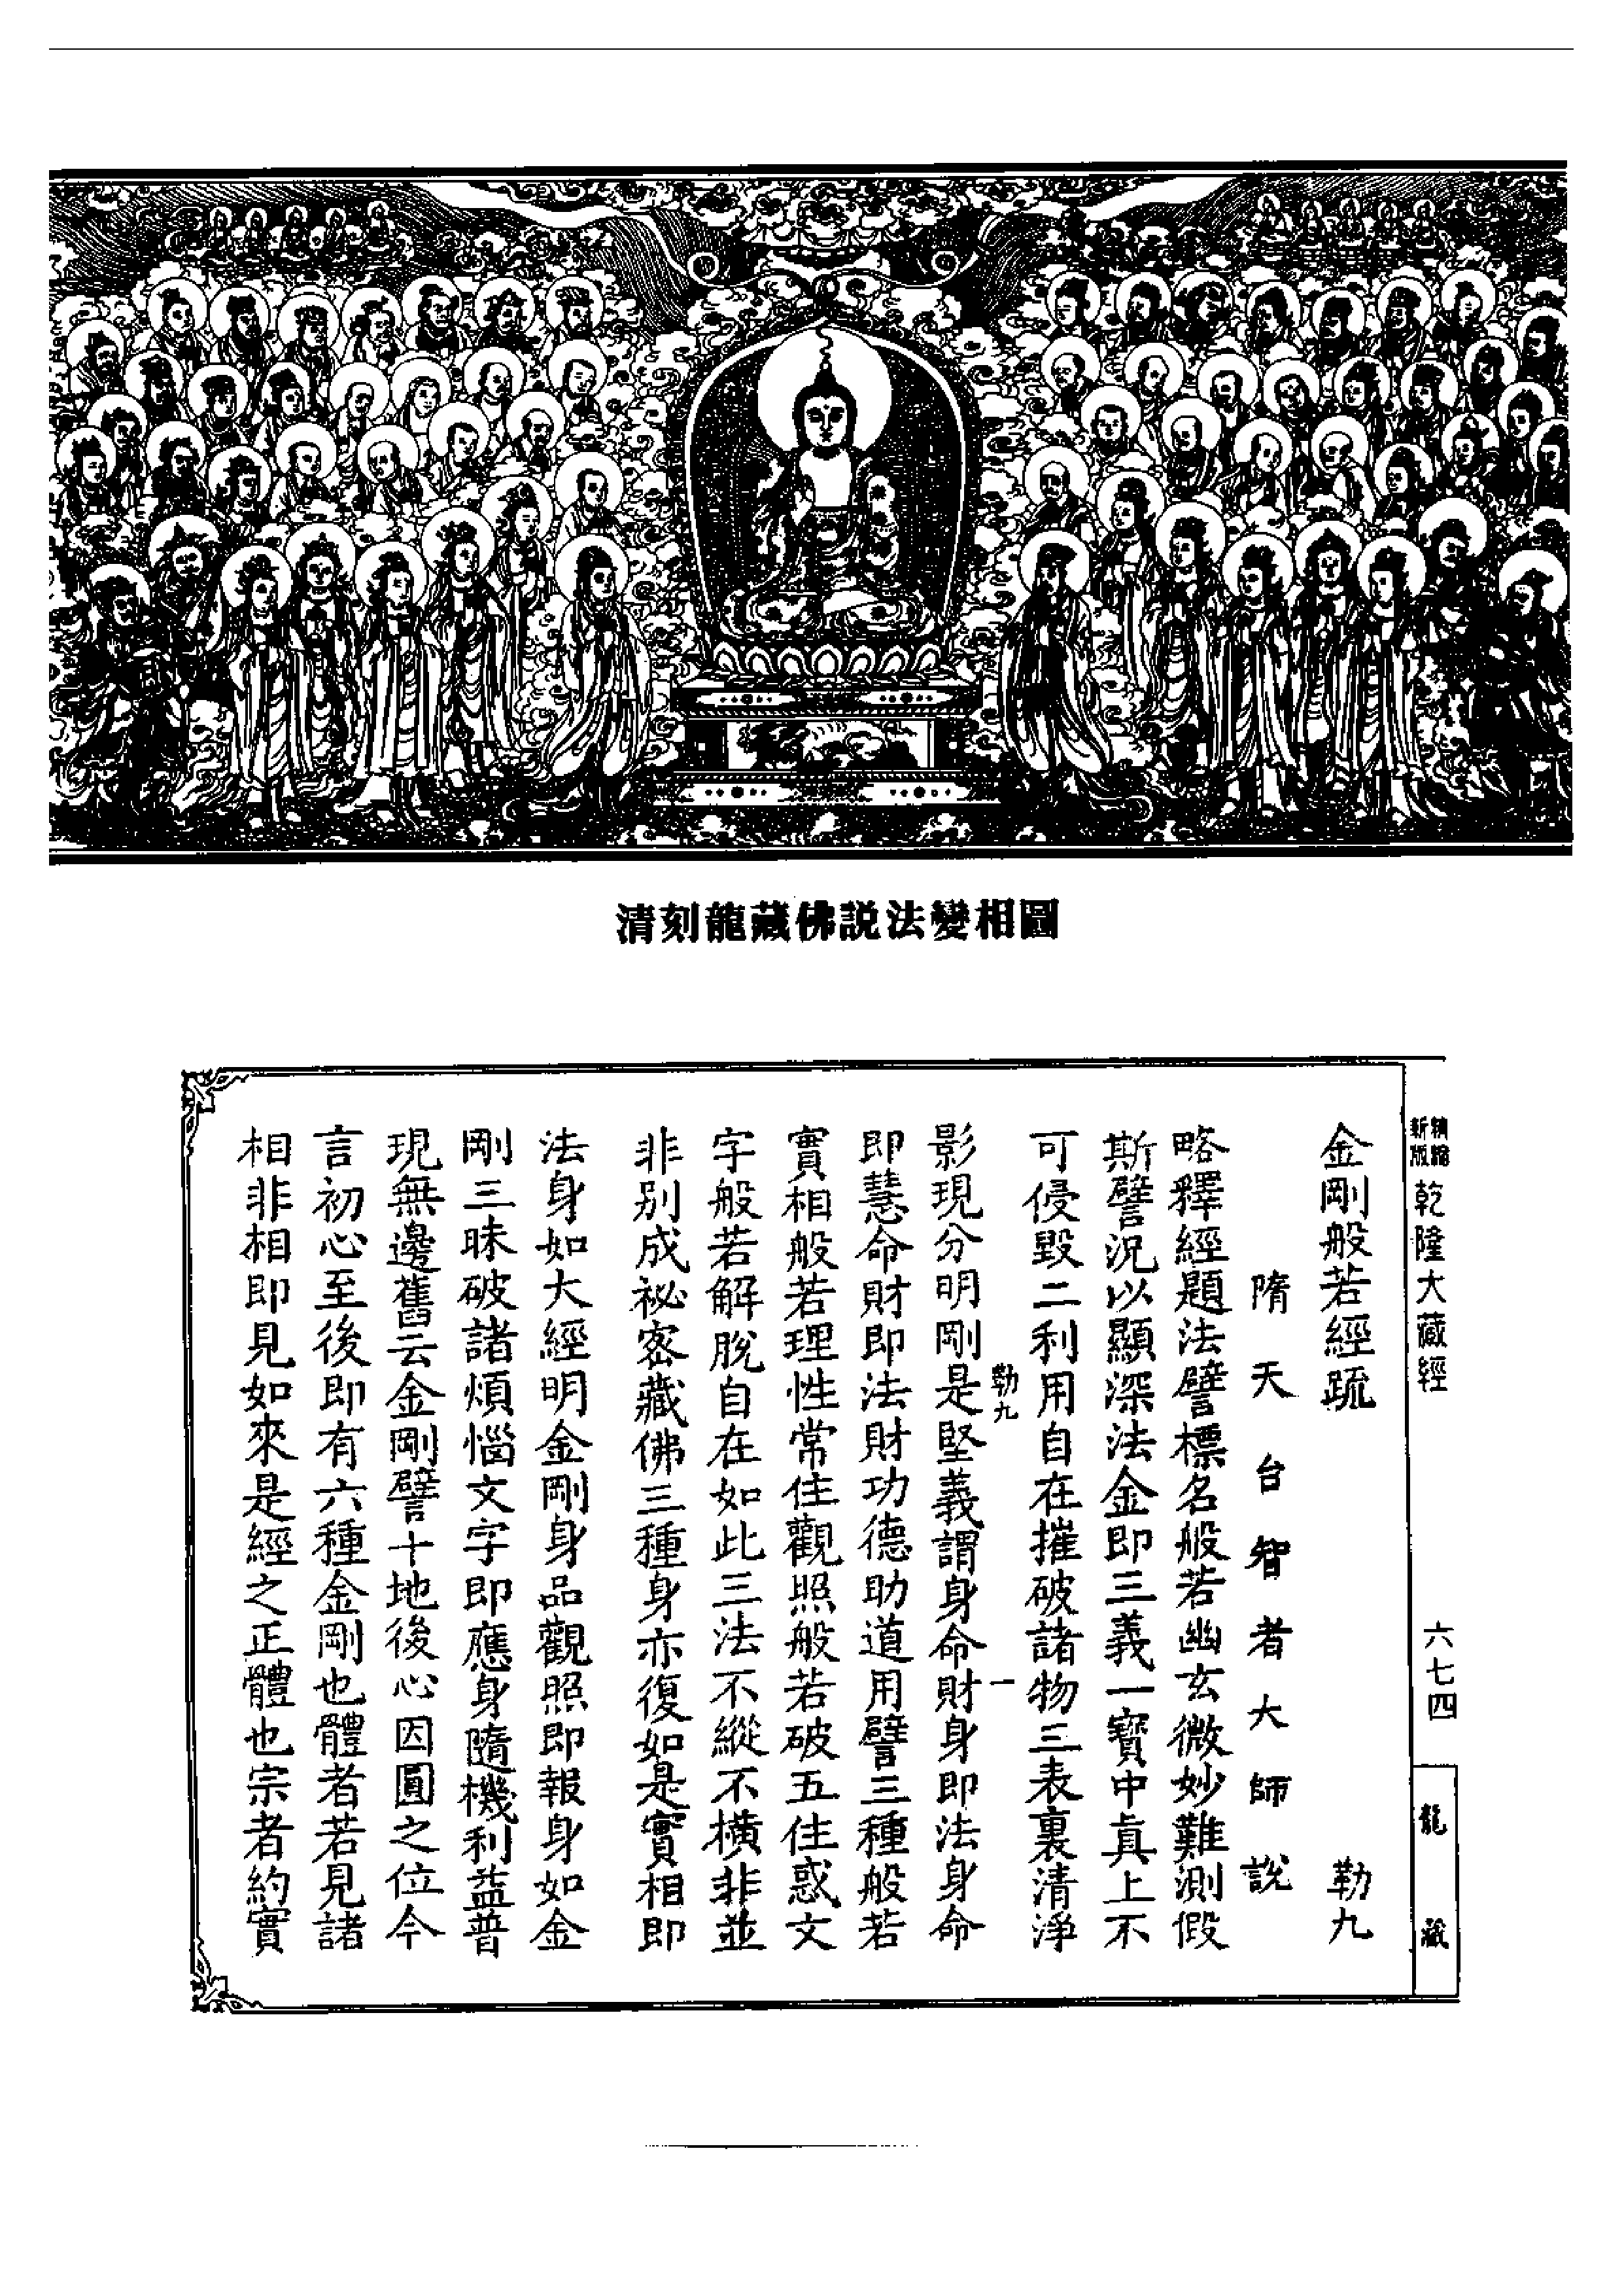 清刻龍藏佛説法變相圖
精縮新版 乾隆大藏經
六七四
龍藏
金剛般若經疏 勒九
隋天台智者大師說
略釋經題法譬標名般若幽玄微妙難測假
斯譬況以顯深法金即三義一寶中真上不
可侵毀二利用自在摧破諸物三表裏清淨
勒九 一
影現分明剛是堅義謂身命財身即法身命
即慧命財即法財功德助道用譬三種般若
實相般若理性常住觀照般若破五住惑文
字般若解脫自在如此三法不縱不橫非並
非別成祕密藏佛三種身亦復如是實相即
法身如大經明金剛身品觀照即報身如金
剛三昧破諸煩惱文字即應身隨機利益普
現無邊舊云金剛譬十地後心因圓之位今
言初心至後即有六種金剛也體者若見諸
相非相即見如來是經之正體也宗者約實